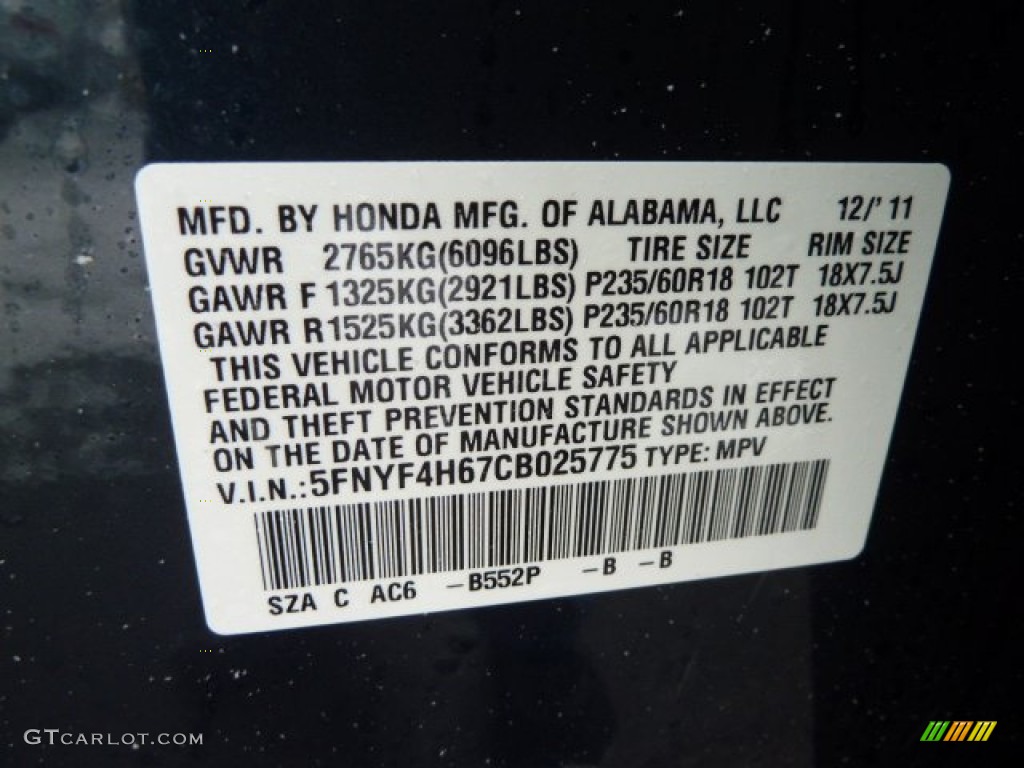 MFD. BY HONDA MFG. OF ALABAMA, LLC 12/'11
GVWR 2765KG(6096LBS) TIRE SIZE RIM SIZE
GAWR F 1325KG(2921LBS) P235/60R18 102T 18X7.5J
GAWR R1525KG(3362LBS) P235/60R18 102T 18X7.5J
THIS VEHICLE CONFORMS TO ALL APPLICABLE
FEDERAL MOTOR VEHICLE SAFETY
AND THEFT PREVENTION STANDARDS IN EFFECT
ON THE DATE OF MANUFACTURE SHOWN ABOVE.
V.I.N.:5FNYF4H67CB025775 TYPE: MPV
SZA C AC6 -B552P -B -B
GTCARLOT.COM